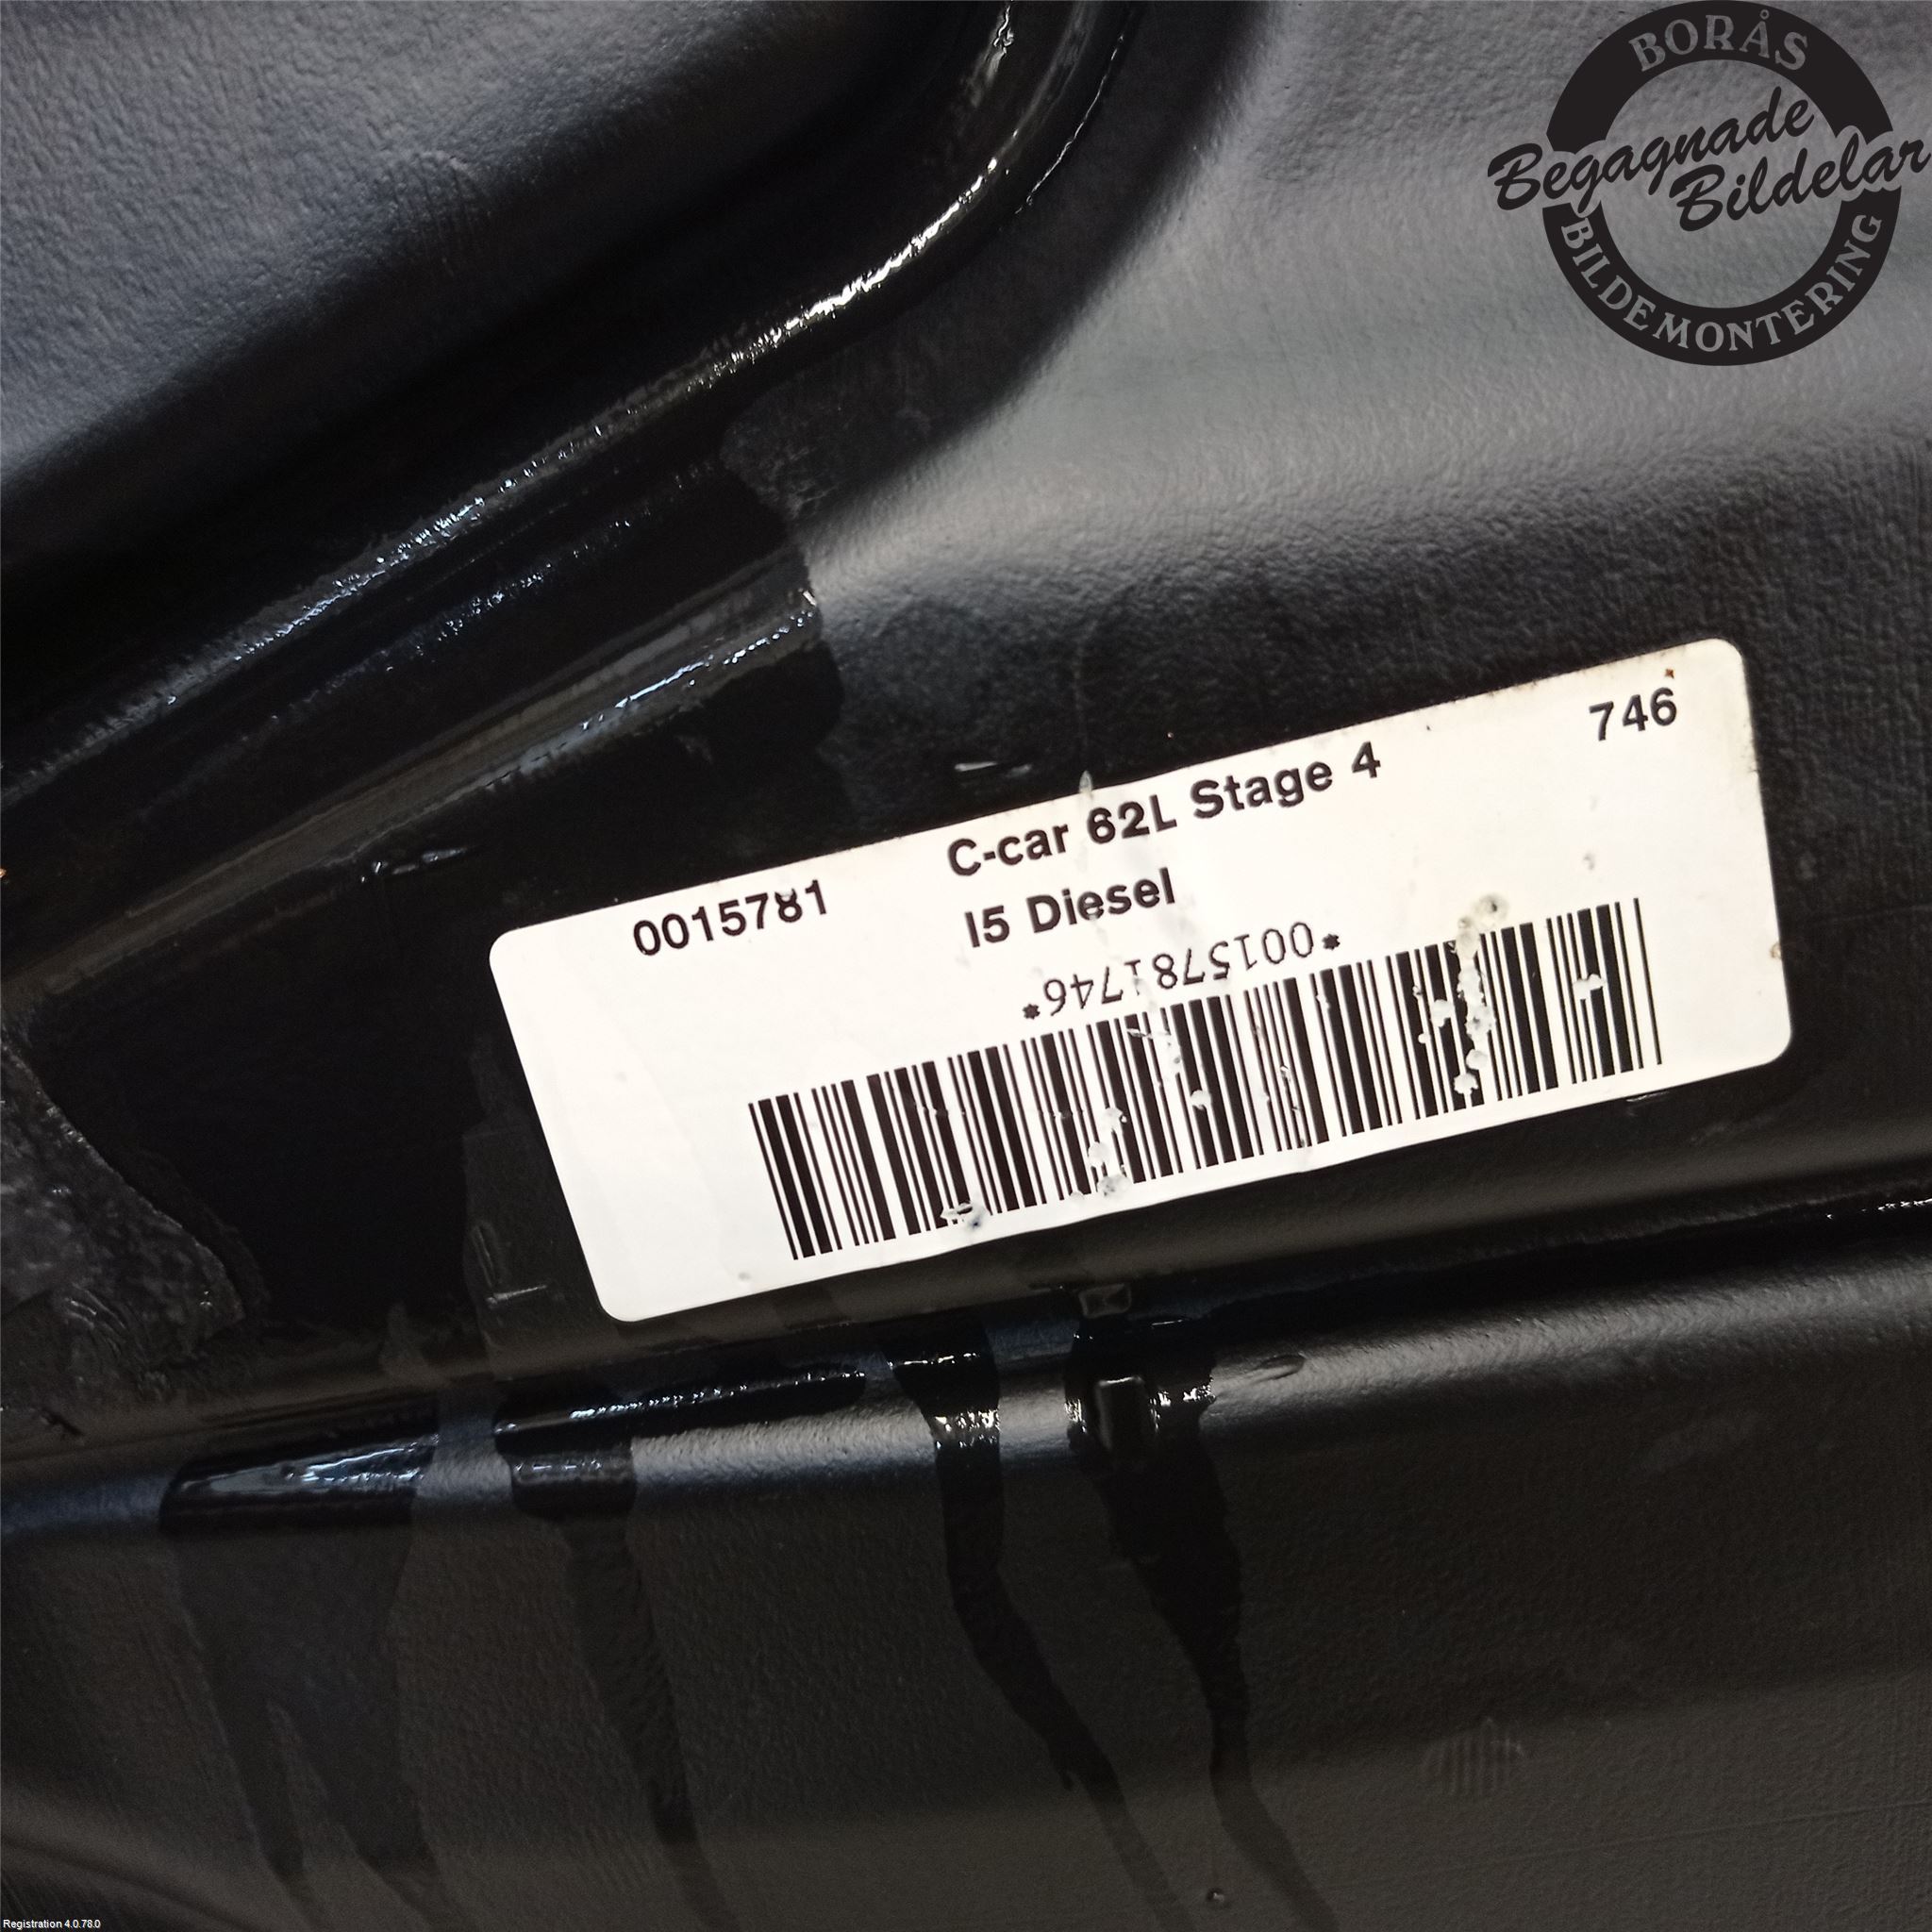 BORÅS
Begagnade
Bildelar
BILDEMONTERING
746
C-car 62L Stage 4
0015781
I5 Diesel
*0015781746*
Registration 4.0.78.0